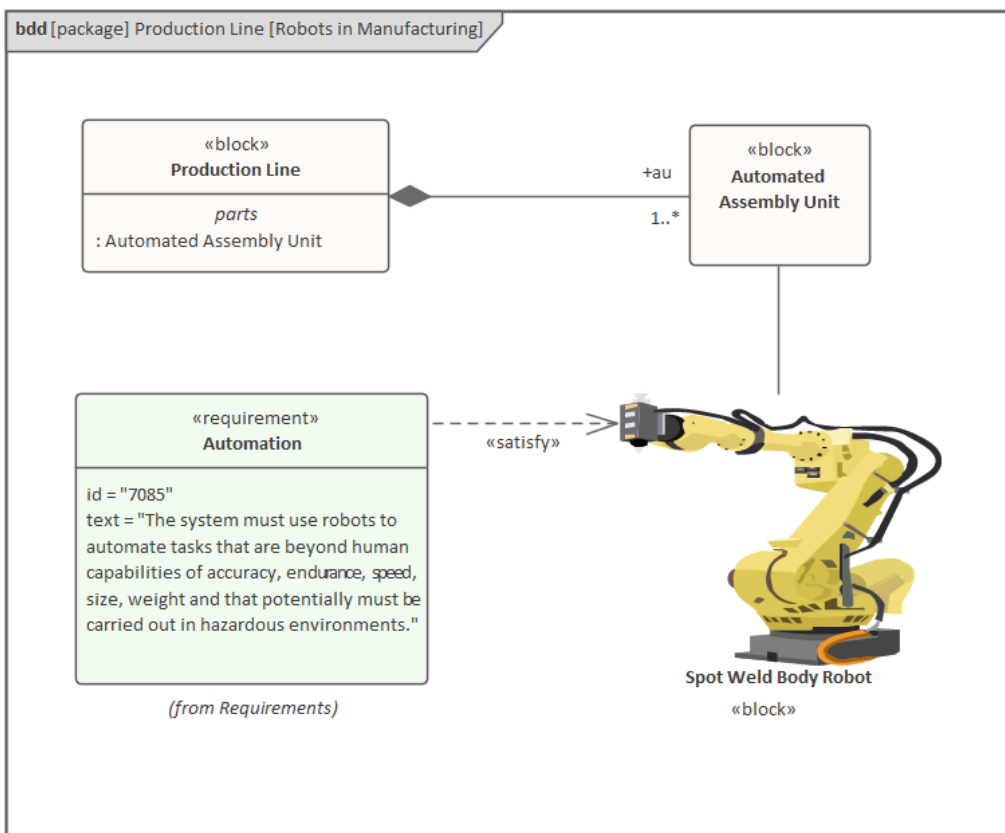 bdd [package] Production Line [Robots in Manufacturing]
«block»
Production Line
parts
: Automated Assembly Unit
+au
1..*
«block»
Automated
Assembly Unit
«requirement»
Automation
id = "7085"
text = "The system must use robots to
automate tasks that are beyond human
capabilities of accuracy, endurance, speed,
size, weight and that potentially must be
carried out in hazardous environments."
(from Requirements)
«satisfy»
Spot Weld Body Robot
«block»